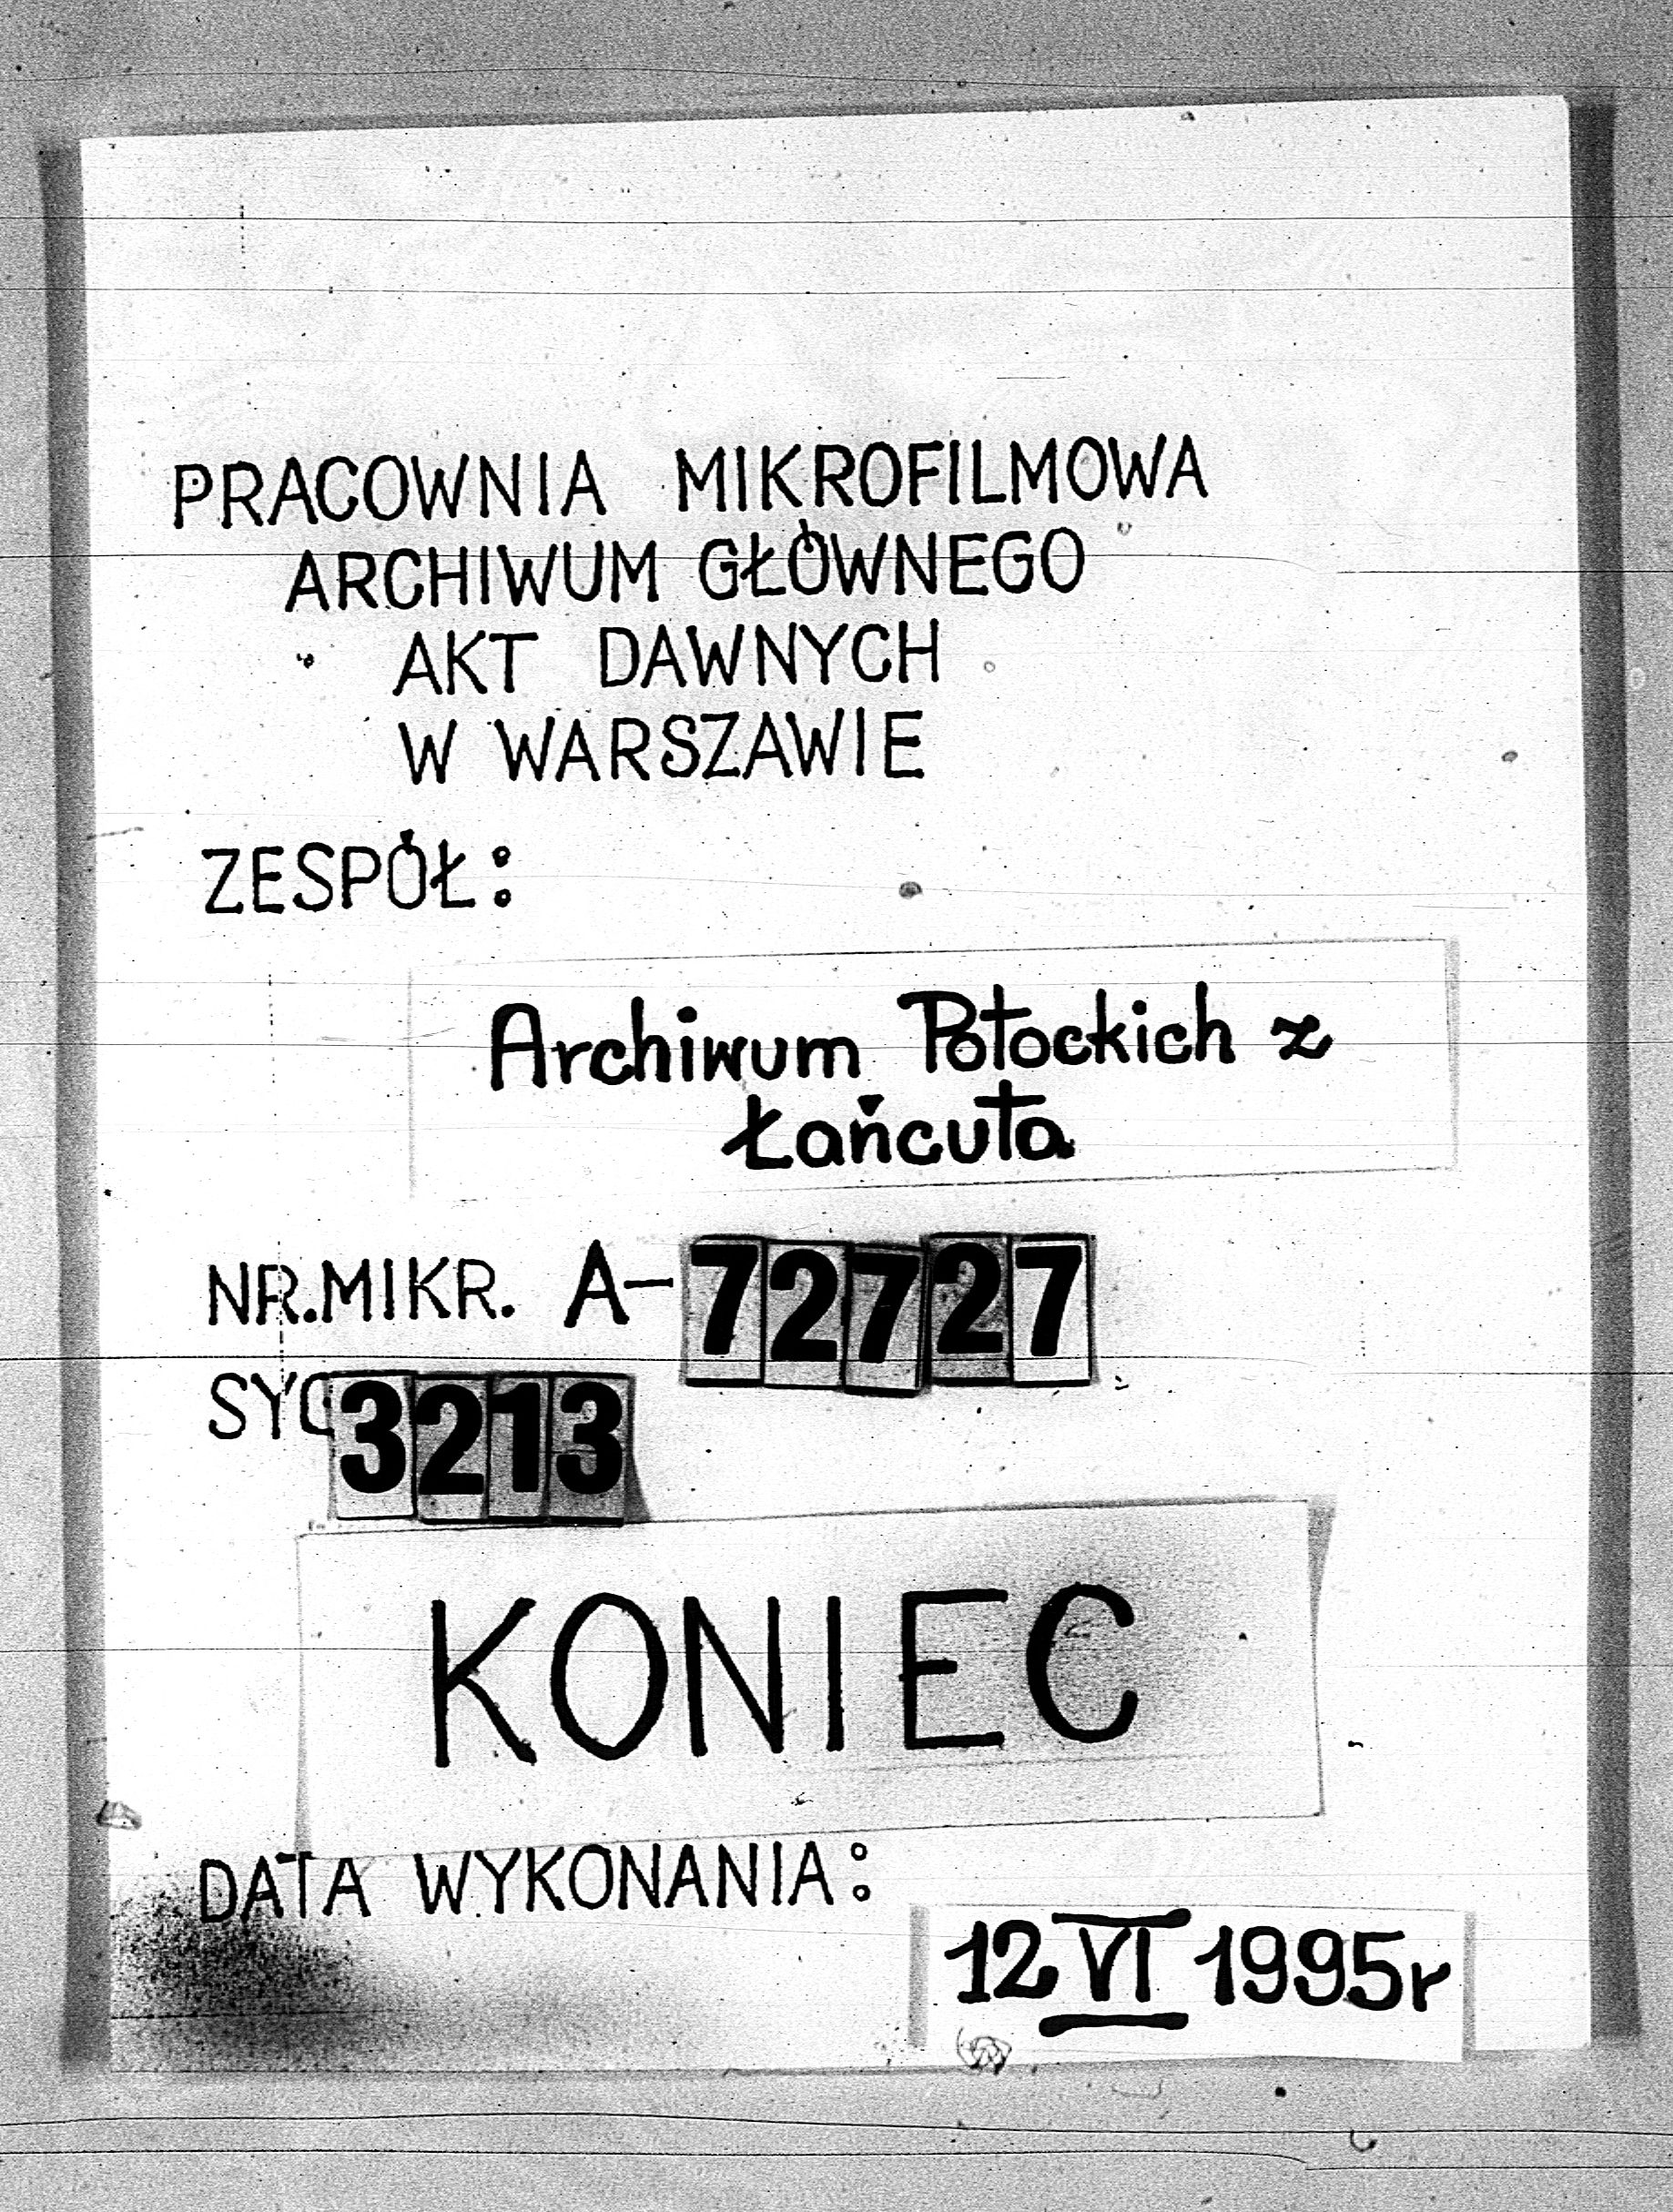 PRACOWNIA MIKROFILMOWA
ARCHIWUM GŁÓWNEGO
AKT DAWNYCH
W WARSZAWIE
ZESPÓŁ:
Archiwum Potockich z
Łańcuta
NR.MIKR. A-72727
SYG 3213
KONIEC
DATA WYKONANIA:
12 VI 1995r